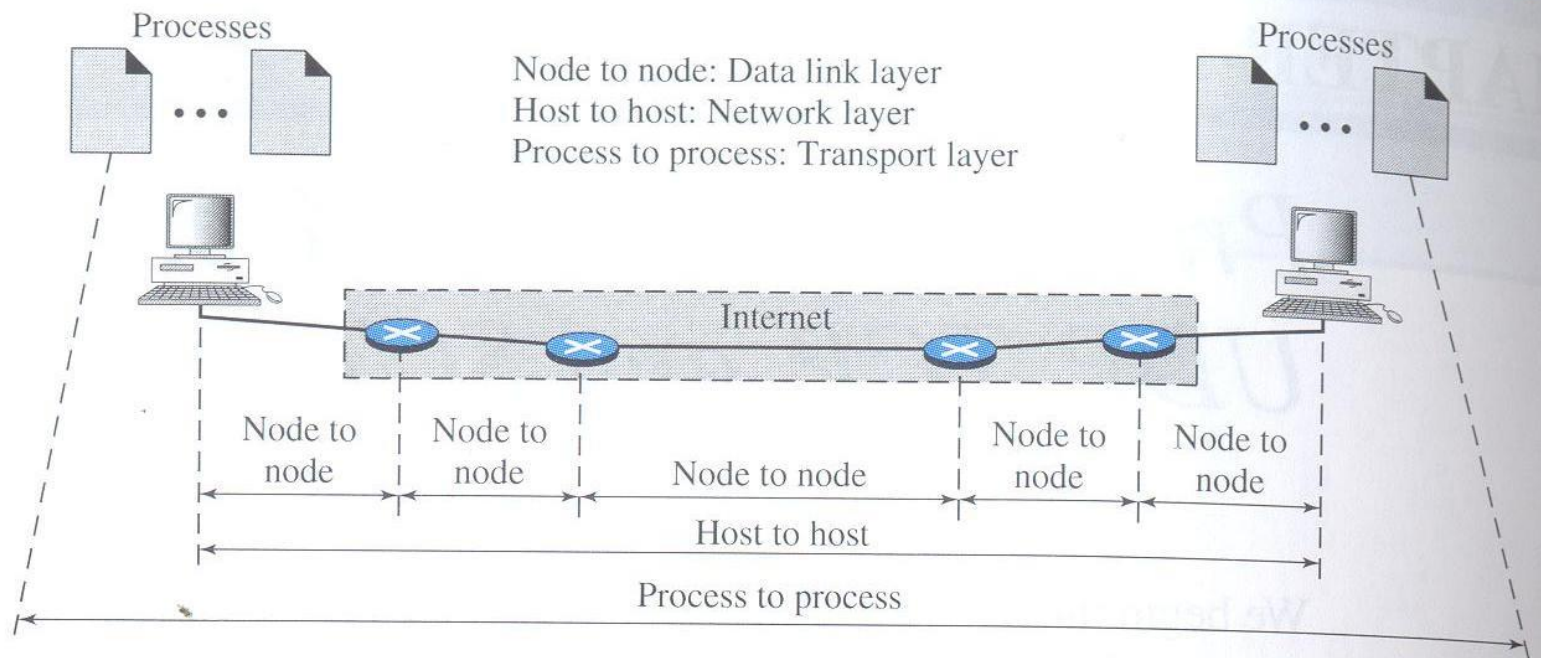 Processes
Processes
Node to node: Data link layer
Host to host: Network layer
Process to process: Transport layer
Internet
Node to
node
Node to
node
Node to node
Node to
node
Node to
node
Host to host
Process to process
We begin